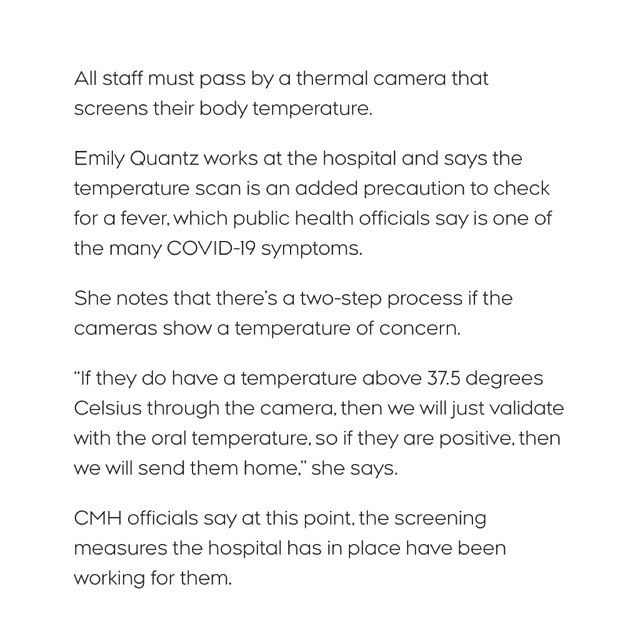 All staff must pass by a thermal camera that
screens their body temperature.
Emily Quantz works at the hospital and says the
temperature scan is an added precaution to check
for a fever, which public health officials say is one of
the many COVID-19 symptoms.
She notes that there's a two-step process if the
cameras show a temperature of concern.
“If they do have a temperature above 37.5 degrees
Celsius through the camera, then we will just validate
with the oral temperature, so if they are positive, then
we will send them home,” she says.
CMH officials say at this point, the screening
measures the hospital has in place have been
working for them.